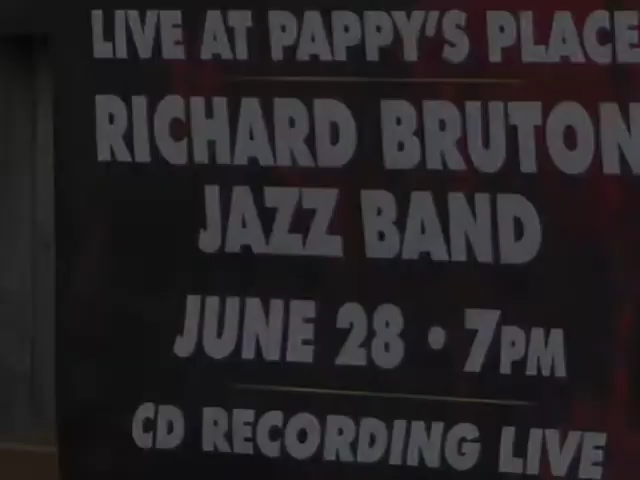 LIVE AT PAPPY'S PLACE
RICHARD BRUTON
JAZZ BAND
JUNE 28 • 7PM
CD RECORDING LIVE